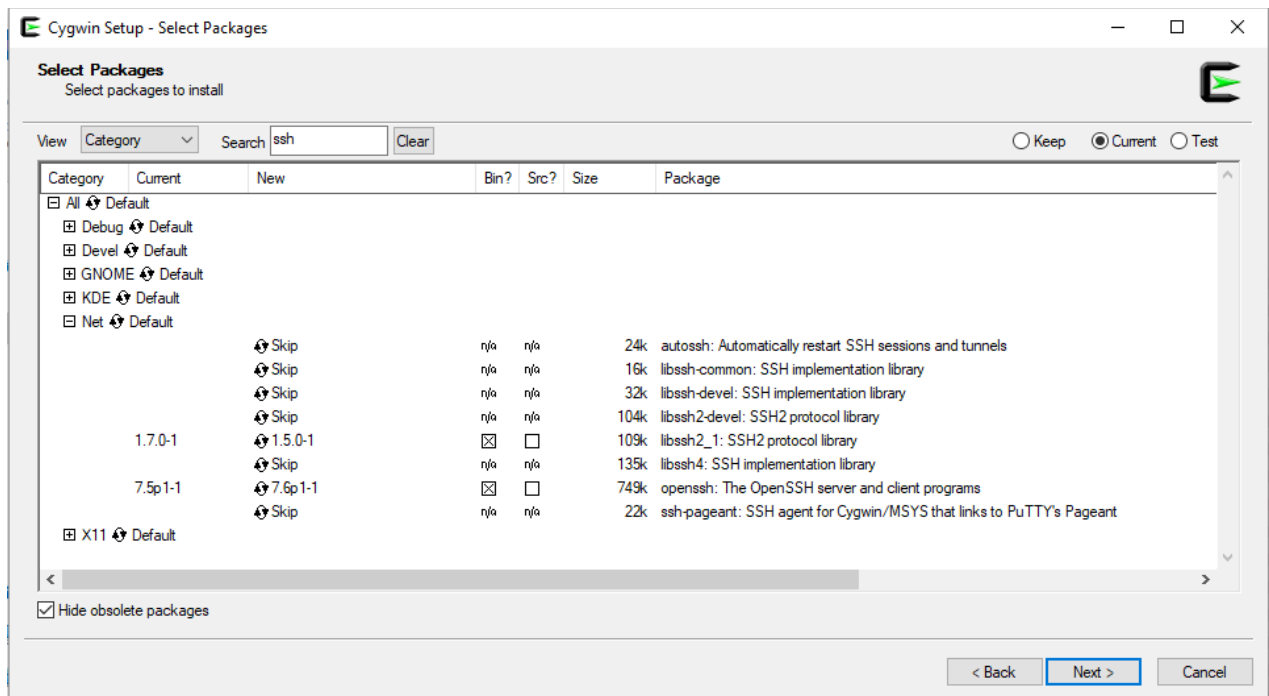 Cygwin Setup - Select Packages
Select Packages
Select packages to install
View Category Search ssh Clear Keep Current Test
Category Current New Bin? Src? Size Package
All Default
Debug Default
Devel Default
GNOME Default
KDE Default
Net Default
Skip n/a n/a 24k autossh: Automatically restart SSH sessions and tunnels
Skip n/a n/a 16k libssh-common: SSH implementation library
Skip n/a n/a 32k libssh-devel: SSH implementation library
Skip n/a n/a 104k libssh2-devel: SSH2 protocol library
1.7.0-1 1.5.0-1 109k libssh2_1: SSH2 protocol library
Skip n/a n/a 135k libssh4: SSH implementation library
7.5p1-1 7.6p1-1 749k openssh: The OpenSSH server and client programs
Skip n/a n/a 22k ssh-pageant: SSH agent for Cygwin/MSYS that links to PuTTY's Pageant
X11 Default
Hide obsolete packages
< Back Next > Cancel